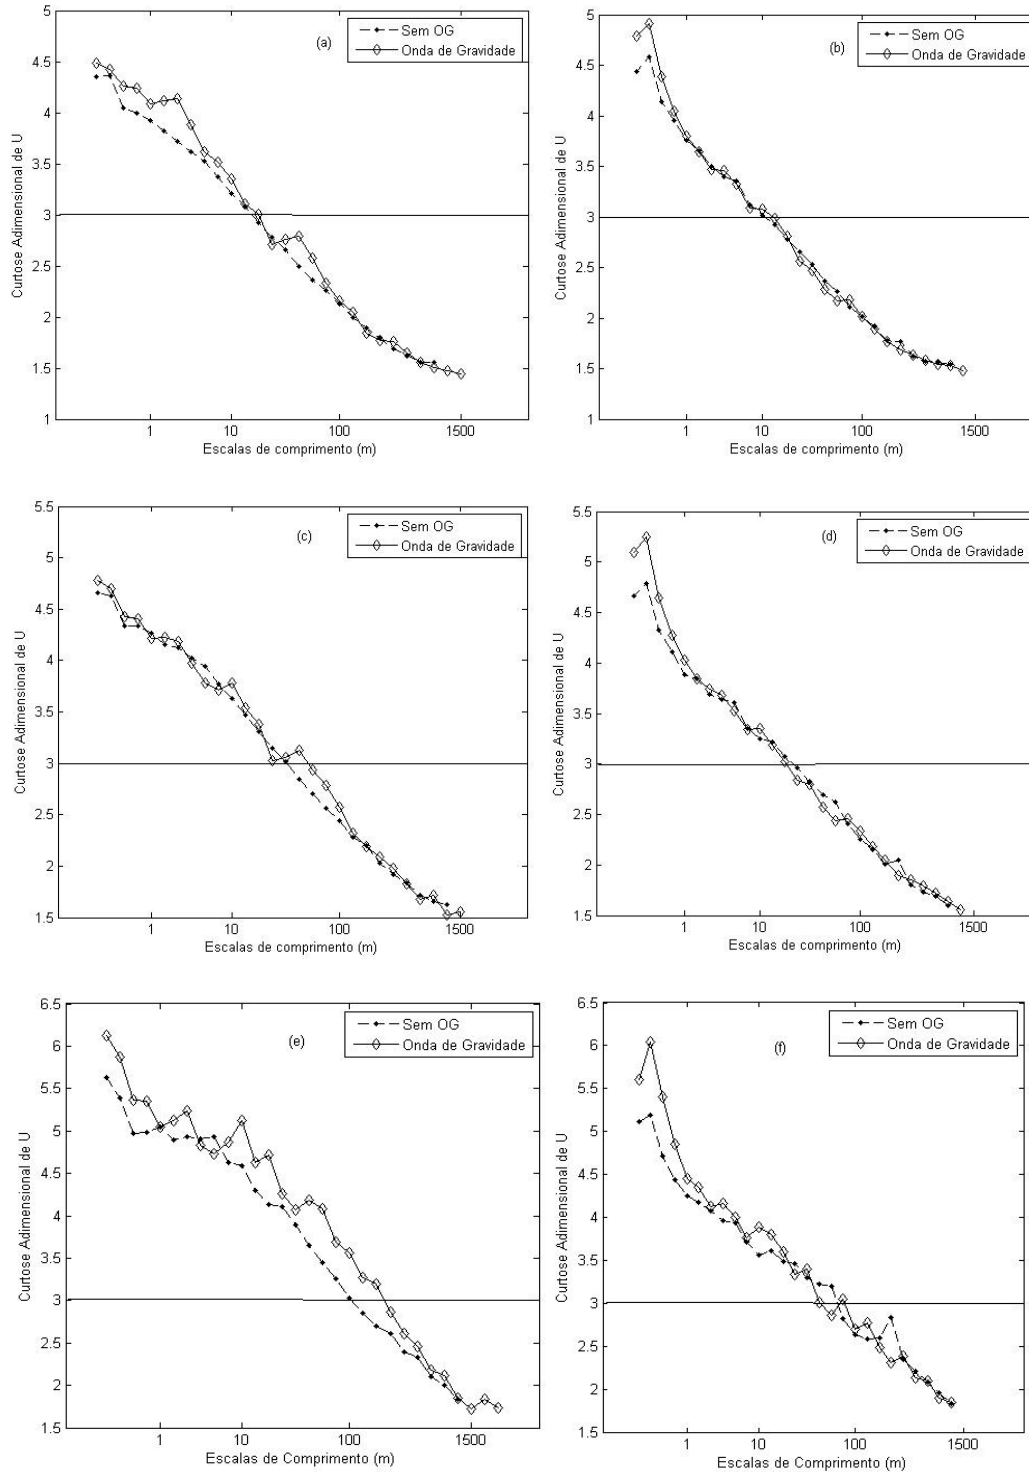 (a)
Sem OG
Onda de Gravidade
Curtose Adimensional de U
5
4.5
4
3.5
3
2.5
2
1.5
1
1 10 100 1500
Escalas de comprimento (m)
(b)
Sem OG
Onda de Gravidade
Curtose Adimensional de U
5
4.5
4
3.5
3
2.5
2
1.5
1
1 10 100 1500
Escalas de comprimento (m)
(c)
Sem OG
Onda de Gravidade
Curtose Adimensional de U
5.5
5
4.5
4
3.5
3
2.5
2
1.5
1 10 100 1500
Escalas de comprimento (m)
(d)
Sem OG
Onda de Gravidade
Curtose Adimensional de U
5.5
5
4.5
4
3.5
3
2.5
2
1.5
1 10 100 1500
Escalas de comprimento (m)
(e)
Sem OG
Onda de Gravidade
Curtose Adimensional de U
6.5
6
5.5
5
4.5
4
3.5
3
2.5
2
1.5
1 10 100 1500
Escalas de Comprimento (m)
(f)
Sem OG
Onda de Gravidade
Curtose Adimensional de U
6.5
6
5.5
5
4.5
4
3.5
3
2.5
2
1.5
1 10 100 1500
Escalas de Comprimento (m)